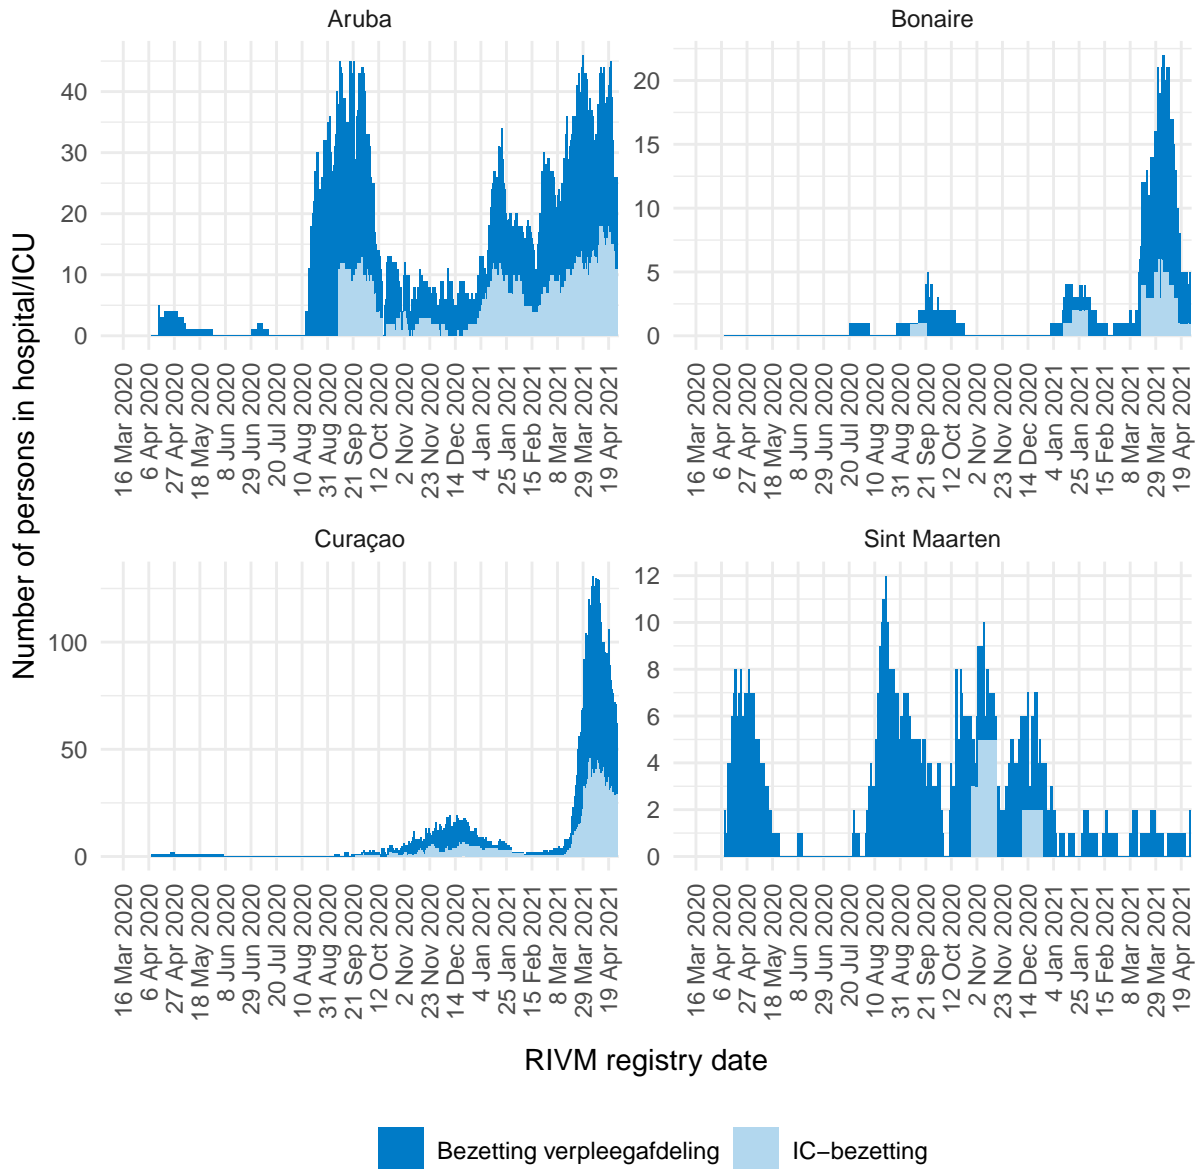 Aruba
Bonaire
Number of persons in hospital/ICU
40
30
20
10
0
20
15
10
5
0
16 Mar 2020
6 Apr 2020
27 Apr 2020
18 May 2020
8 Jun 2020
29 Jun 2020
20 Jul 2020
10 Aug 2020
31 Aug 2020
21 Sep 2020
12 Oct 2020
2 Nov 2020
23 Nov 2020
14 Dec 2020
4 Jan 2021
25 Jan 2021
15 Feb 2021
8 Mar 2021
29 Mar 2021
19 Apr 2021
16 Mar 2020
6 Apr 2020
27 Apr 2020
18 May 2020
8 Jun 2020
29 Jun 2020
20 Jul 2020
10 Aug 2020
31 Aug 2020
21 Sep 2020
12 Oct 2020
2 Nov 2020
23 Nov 2020
14 Dec 2020
4 Jan 2021
25 Jan 2021
15 Feb 2021
8 Mar 2021
29 Mar 2021
19 Apr 2021
Curaçao
Sint Maarten
100
50
0
12
10
8
6
4
2
0
16 Mar 2020
6 Apr 2020
27 Apr 2020
18 May 2020
8 Jun 2020
29 Jun 2020
20 Jul 2020
10 Aug 2020
31 Aug 2020
21 Sep 2020
12 Oct 2020
2 Nov 2020
23 Nov 2020
14 Dec 2020
4 Jan 2021
25 Jan 2021
15 Feb 2021
8 Mar 2021
29 Mar 2021
19 Apr 2021
16 Mar 2020
6 Apr 2020
27 Apr 2020
18 May 2020
8 Jun 2020
29 Jun 2020
20 Jul 2020
10 Aug 2020
31 Aug 2020
21 Sep 2020
12 Oct 2020
2 Nov 2020
23 Nov 2020
14 Dec 2020
4 Jan 2021
25 Jan 2021
15 Feb 2021
8 Mar 2021
29 Mar 2021
19 Apr 2021
RIVM registry date
Bezetting verpleegafdeling
IC−bezetting